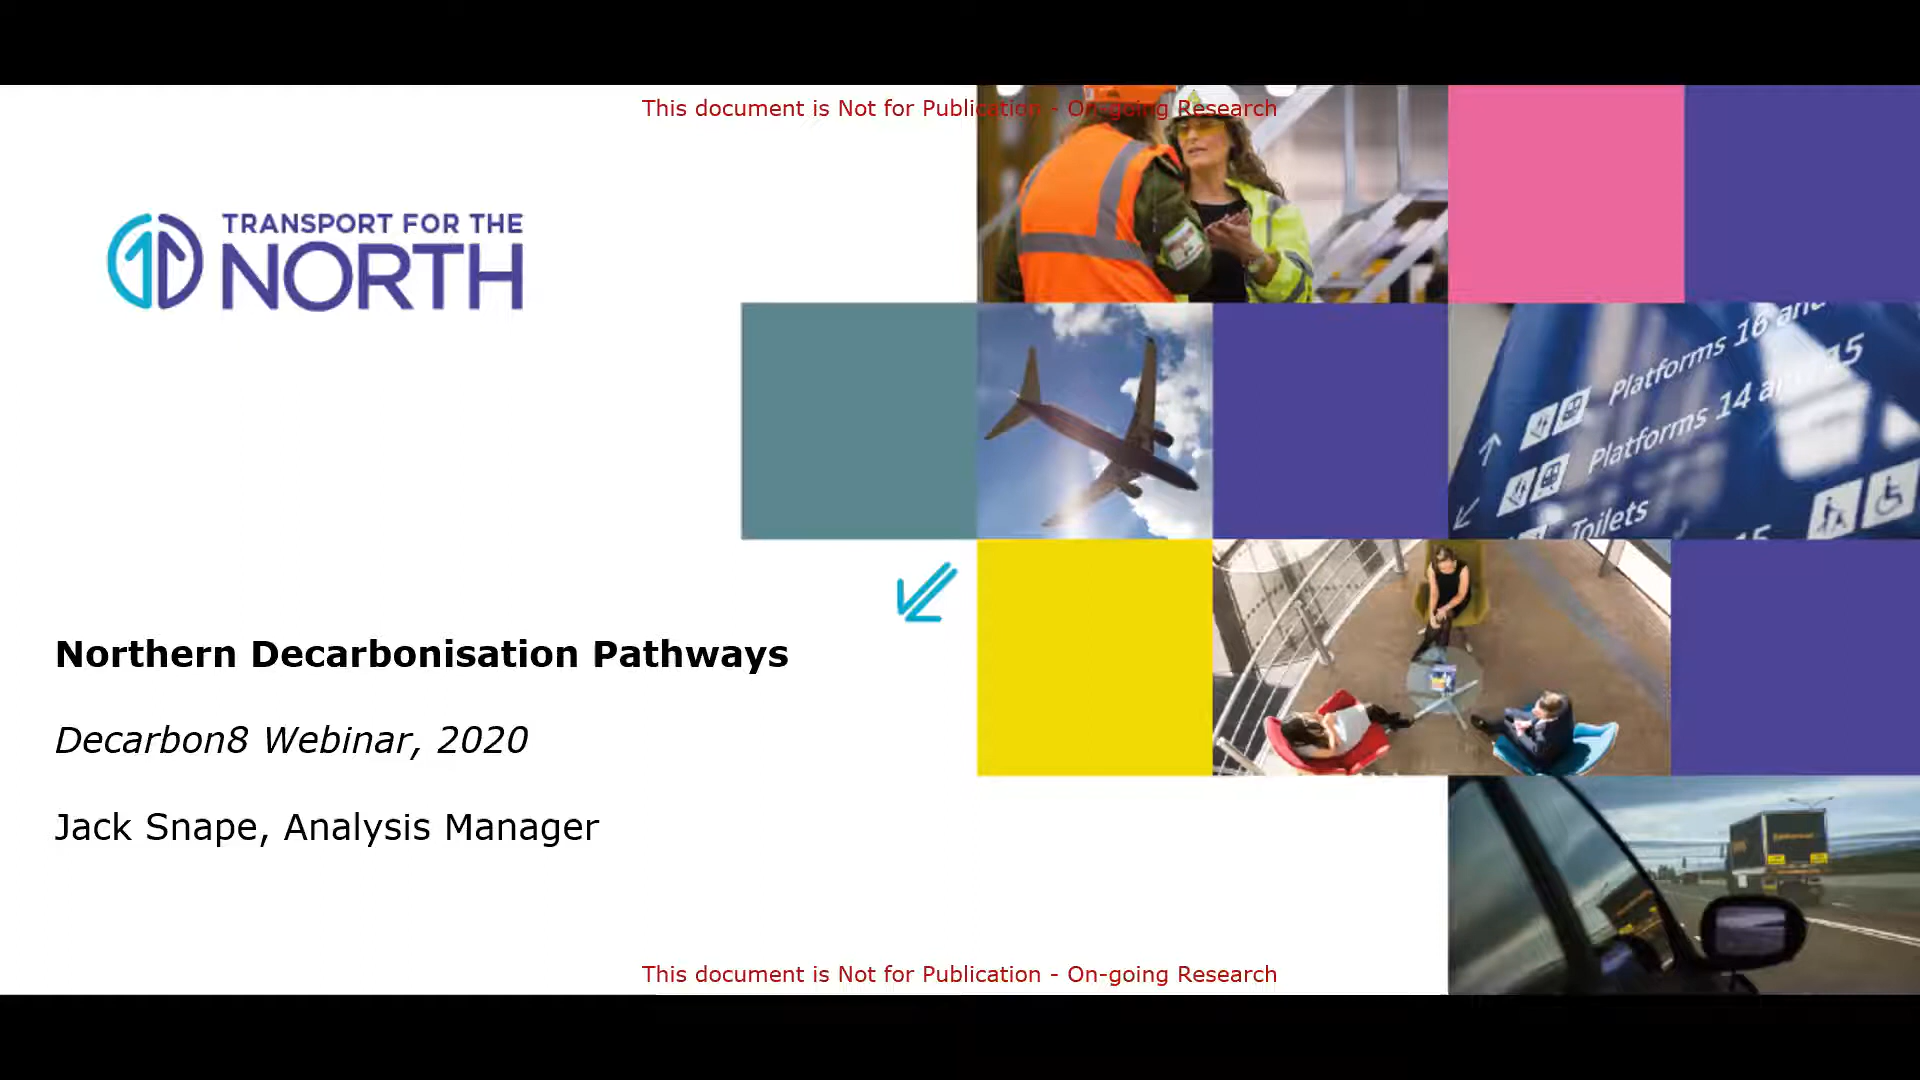 This document is Not for Publication - On-going Research
TRANSPORT FOR THE
NORTH
Platforms 16 and
Platforms 14 and 15
Toilets
15
Northern Decarbonisation Pathways
Decarbon8 Webinar, 2020
Jack Snape, Analysis Manager
This document is Not for Publication - On-going Research